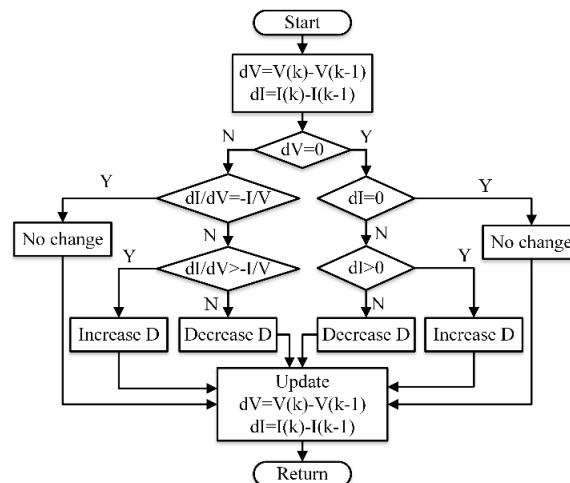 Start
dV=V(k)-V(k-1)
dI=I(k)-I(k-1)
N
Y
dV=0
Y
dI/dV=-I/V
dI=0
Y
No change
N
N
No change
Y
dI/dV>-I/V
dI>0
Y
N
N
Increase D
Decrease D
Decrease D
Increase D
Update
dV=V(k)-V(k-1)
dI=I(k)-I(k-1)
Return